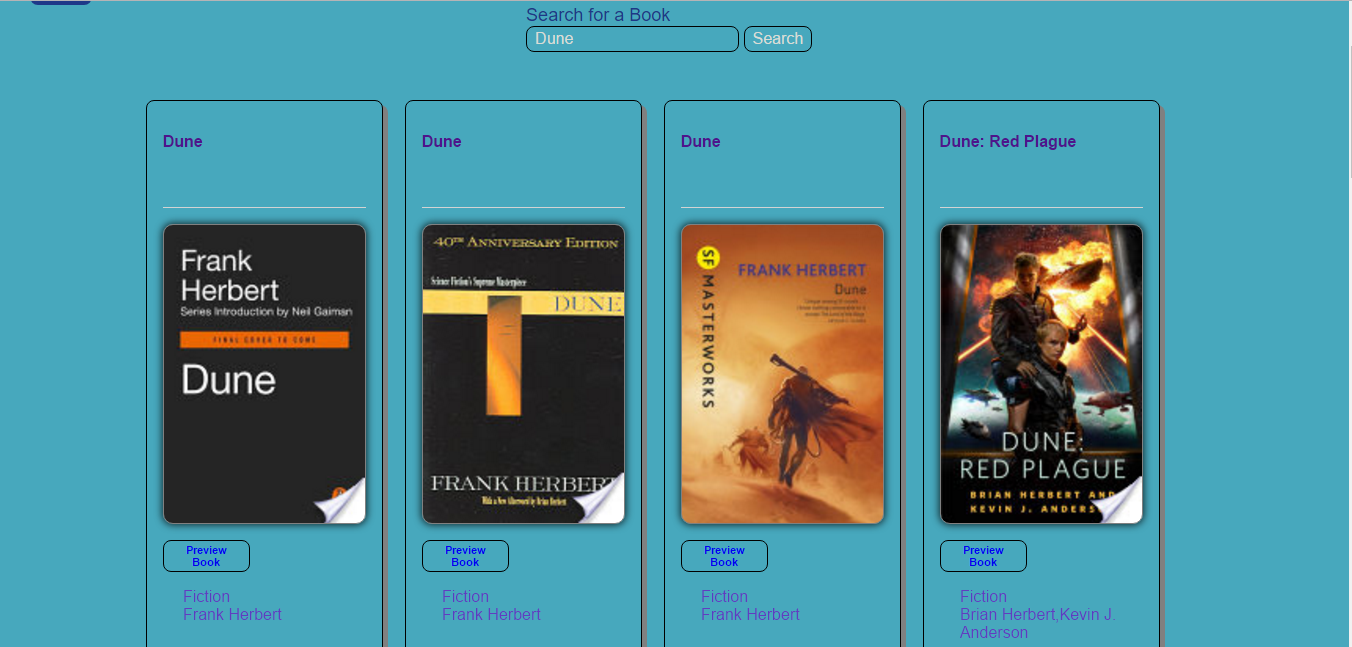 Search for a Book
Dune
Search
Dune
Frank
Herbert
Series Introduction by Neil Gaiman
FINAL COVER TO COME
Dune
Preview
Book
Fiction
Frank Herbert
Dune
40TH ANNIVERSARY EDITION
Science Fiction's Supreme Masterpiece
DUNE
FRANK HERBERT
With a New Afterword by Brian Herbert
Preview
Book
Fiction
Frank Herbert
Dune
SF MASTERWORKS
FRANK HERBERT
Dune
Preview
Book
Fiction
Frank Herbert
Dune: Red Plague
DUNE:
RED PLAGUE
BRIAN HERBERT AND
KEVIN J. ANDERS
Preview
Book
Fiction
Brian Herbert,Kevin J.
Anderson